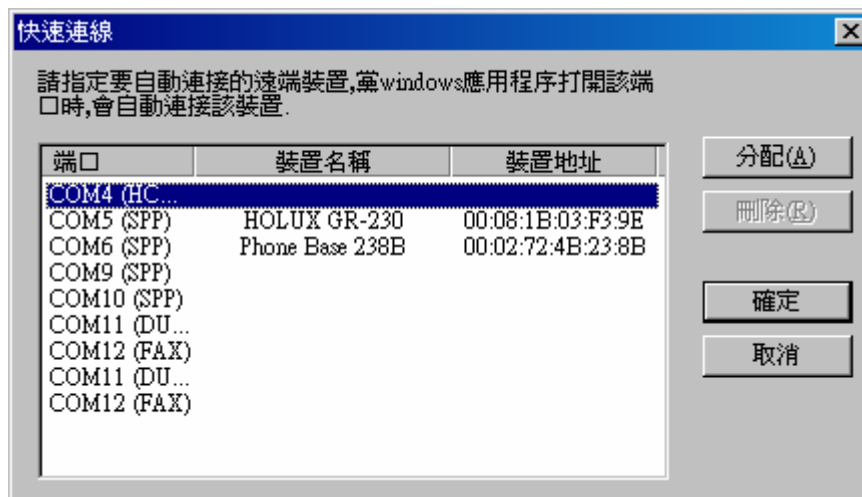 快速連線
請指定要自動連接的遠端裝置,當windows應用程序打開該端
口時,會自動連接該裝置.
端口 裝置名稱 裝置地址
COM4 (HC...
COM5 (SPP) HOLUX GR-230 00:08:1B:03:F3:9E
COM6 (SPP) Phone Base 238B 00:02:72:4B:23:8B
COM9 (SPP)
COM10 (SPP)
COM11 (DU...
COM12 (FAX)
COM11 (DU...
COM12 (FAX)
分配(A)
刪除(R)
確定
取消